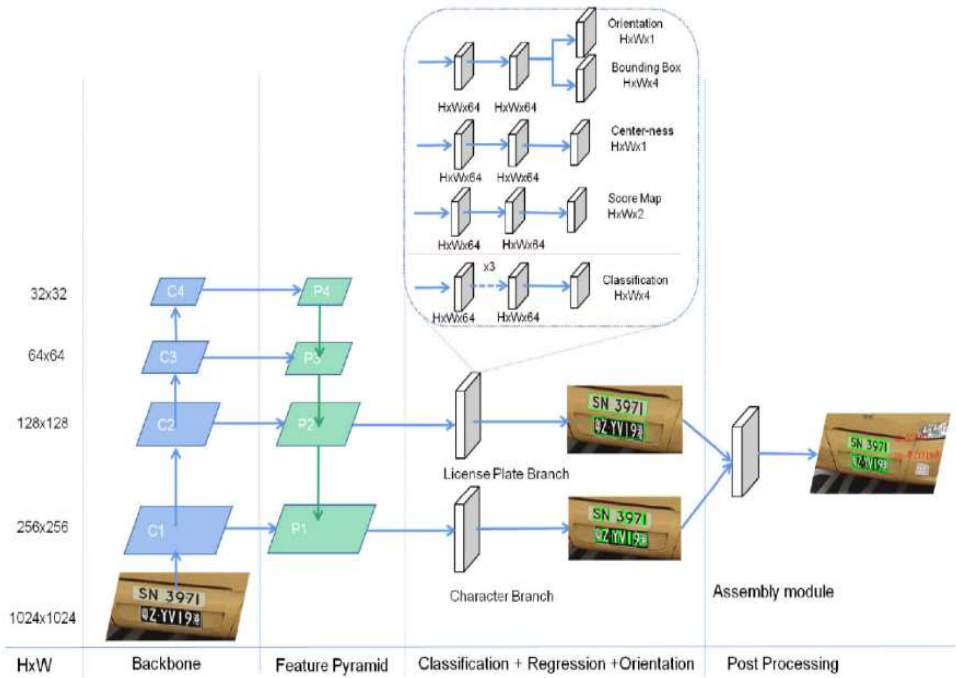 Orientation
HxWx1
Bounding Box
HxWx4
HxWx64
HxWx64
Center-ness
HxWx1
HxWx64
HxWx64
Score Map
HxWx2
HxWx64
HxWx64
x3
Classification
HxWx4
HxWx64
HxWx64
32x32
C4
P4
64x64
C3
P3
128x128
C2
P2
SN 3971
License Plate Branch
SN 3971
256x256
C1
P1
SN 3971
Character Branch
Assembly module
SN 3971
1024x1024
HxW
Backbone
Feature Pyramid
Classification + Regression +Orientation
Post Processing